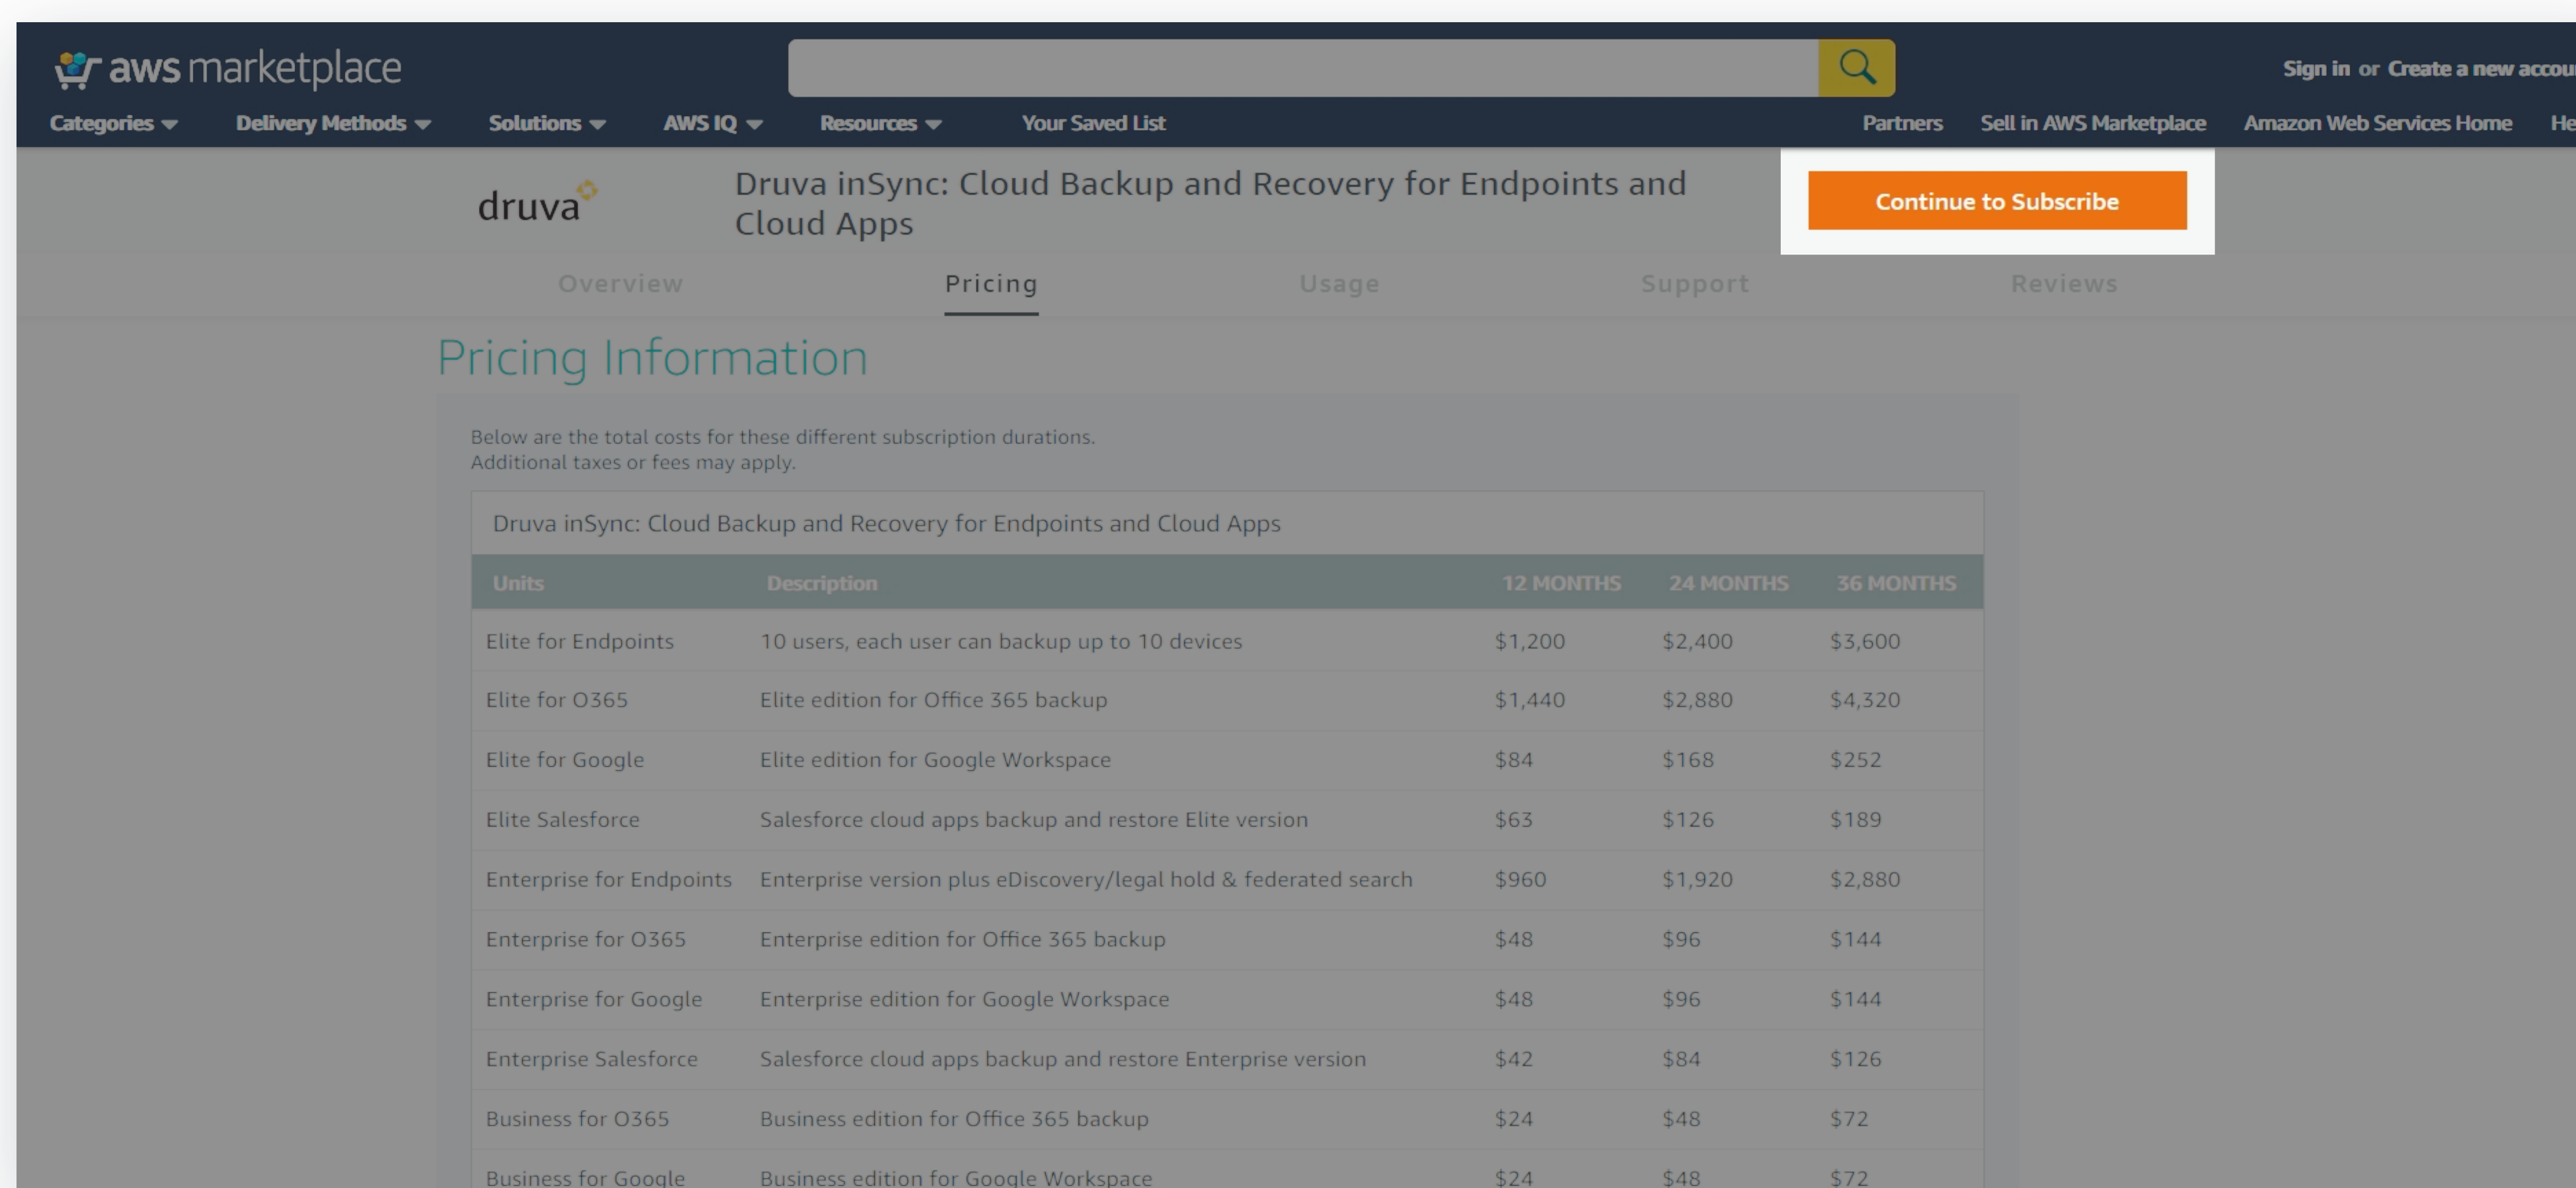 aws marketplace
Sign in or Create a new
Categories Delivery Methods Solutions AWS IQ Resources Your Saved List Partners Sell in AWS Marketplace Amazon Web Services Home
druva
Druva inSync: Cloud Backup and Recovery for Endpoints and
Cloud Apps
Continue to Subscribe
Overview Pricing Usage Support Reviews
Pricing Information
Below are the total costs for these different subscription durations.
Additional taxes or fees may apply.
Druva inSync: Cloud Backup and Recovery for Endpoints and Cloud Apps
Units Description 12 MONTHS 24 MONTHS 36 MONTHS
Elite for Endpoints 10 users, each user can backup up to 10 devices $1,200 $2,400 $3,600
Elite for O365 Elite edition for Office 365 backup $1,440 $2,880 $4,320
Elite for Google Elite edition for Google Workspace $84 $168 $252
Elite Salesforce Salesforce cloud apps backup and restore Elite version $63 $126 $189
Enterprise for Endpoints Enterprise version plus eDiscovery/legal hold & federated search $960 $1,920 $2,880
Enterprise for O365 Enterprise edition for Office 365 backup $48 $96 $144
Enterprise for Google Enterprise edition for Google Workspace $48 $96 $144
Enterprise Salesforce Salesforce cloud apps backup and restore Enterprise version $42 $84 $126
Business for O365 Business edition for Office 365 backup $24 $48 $72
Business for Google Business edition for Google Workspace $24 $48 $72